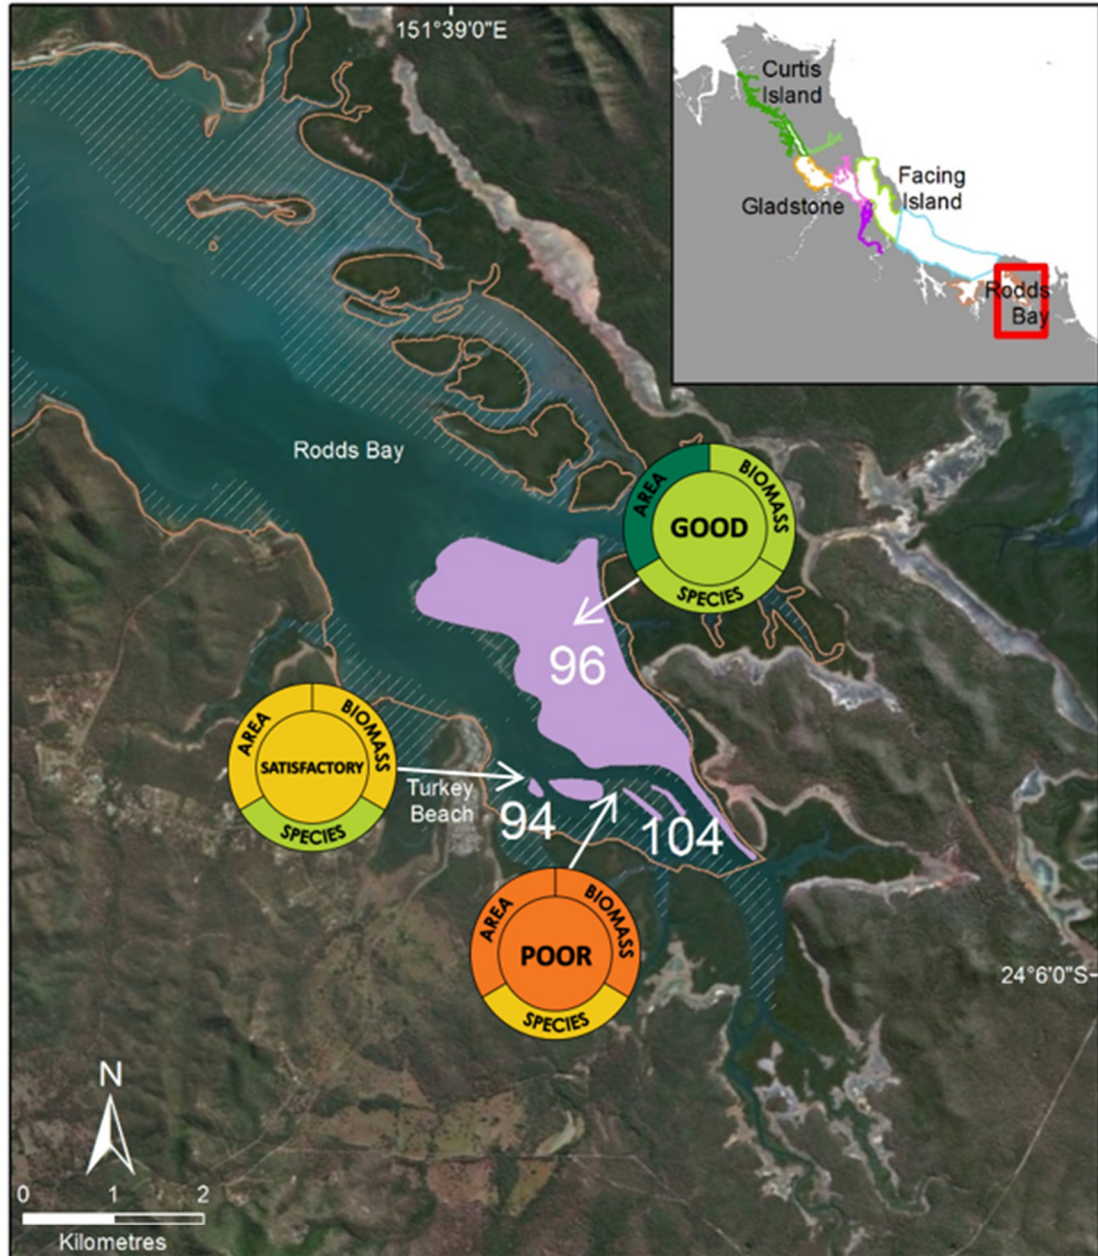 151°39'0"E
Curtis
Island
Facing
Island
Gladstone
Rodds
Bay
Rodds Bay
AREA
BIOMASS
GOOD
SPECIES
96
AREA
BIOMASS
SATISFACTORY
SPECIES
Turkey
Beach
94
104
AREA
BIOMASS
POOR
SPECIES
24°6'0"S
N
0 1 2
Kilometres